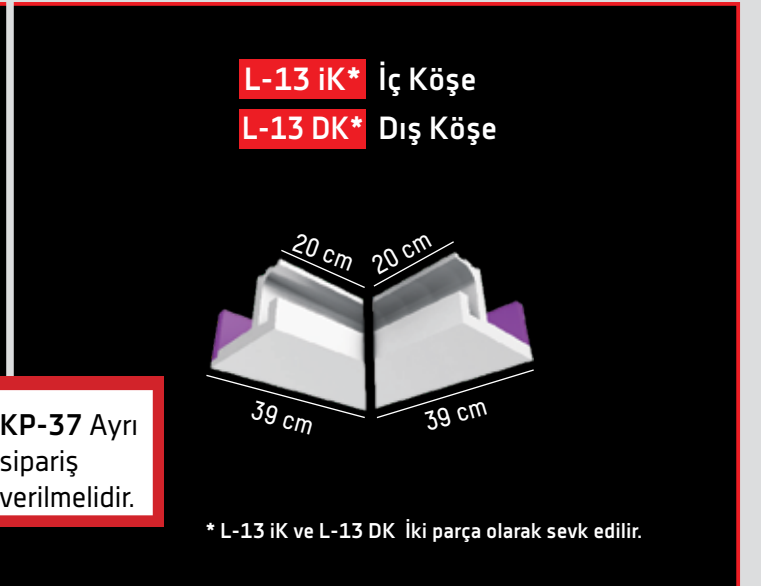 L-13 iK* İç Köşe
L-13 DK* Dış Köşe
20 cm 20 cm
39 cm 39 cm
KP-37 Ayrı
sipariş
verilmelidir.
* L-13 iK ve L-13 DK İki parça olarak sevk edilir.